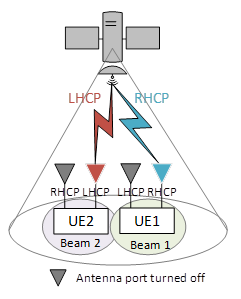 LHCP RHCP
RHCP LHCP LHCP RHCP
UE2 UE1
Beam 2 Beam 1
Antenna port turned off